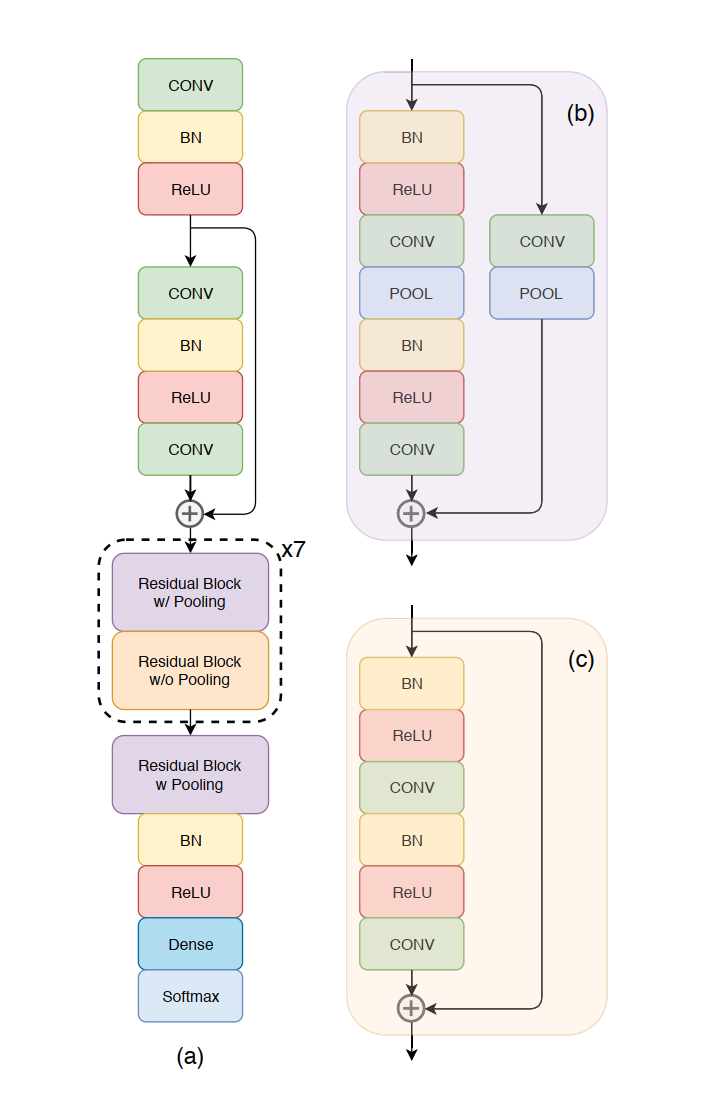 CONV
BN
ReLU
CONV
BN
ReLU
CONV
x7
Residual Block
w/ Pooling
Residual Block
w/o Pooling
Residual Block
w Pooling
BN
ReLU
Dense
Softmax
(a)
(b)
BN
ReLU
CONV
POOL
BN
ReLU
CONV
CONV
POOL
(c)
BN
ReLU
CONV
BN
ReLU
CONV